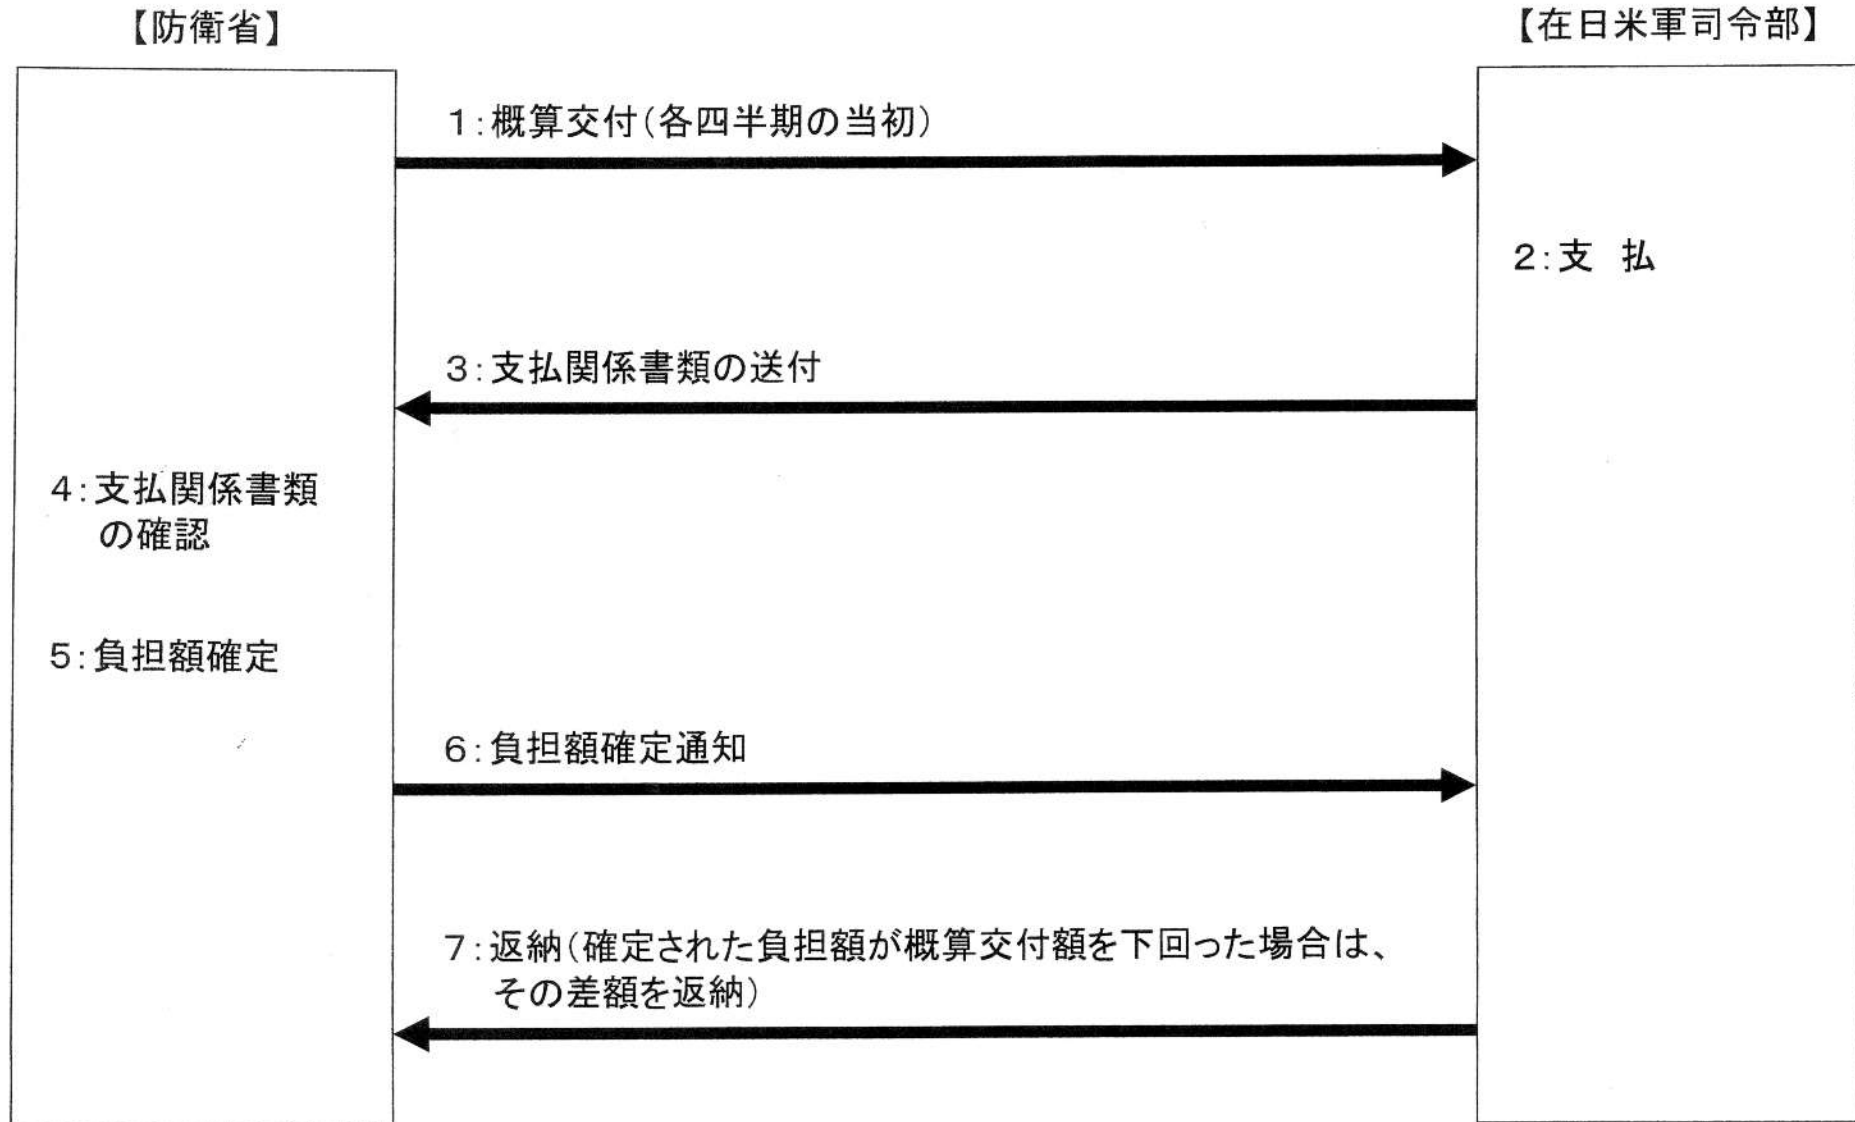 【防衛省】
【在日米軍司令部】
1:概算交付(各四半期の当初)
2:支 払
3:支払関係書類の送付
4:支払関係書類
の確認
5:負担額確定
6:負担額確定通知
7:返納(確定された負担額が概算交付額を下回った場合は、
その差額を返納)